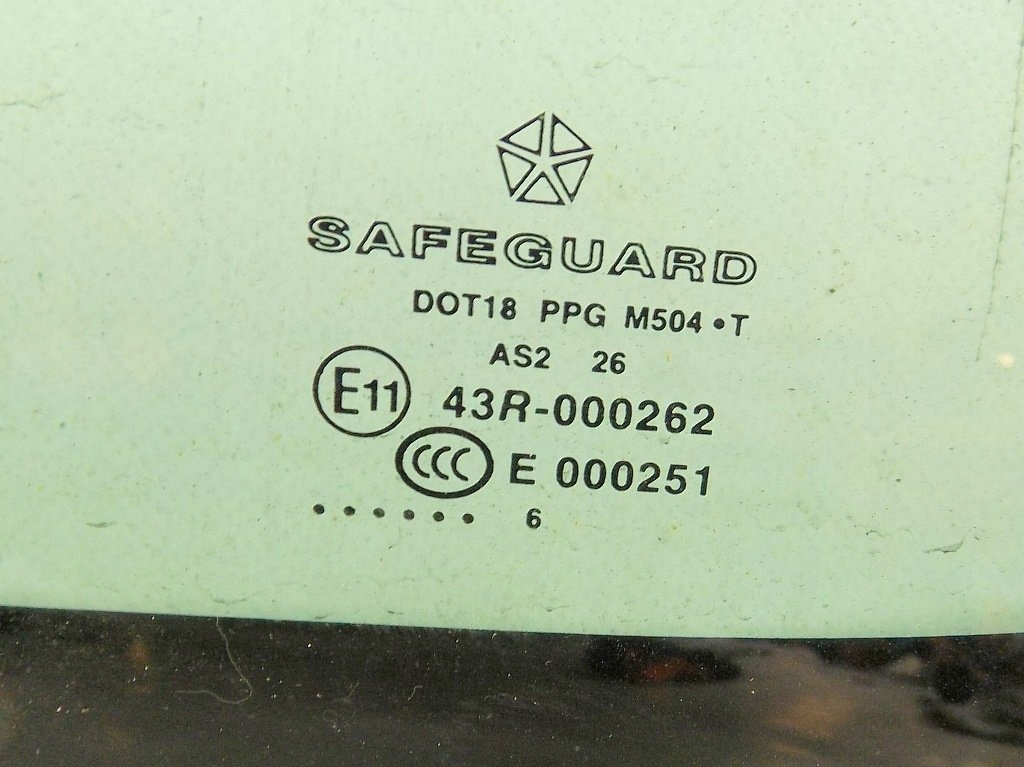 SAFEGUARD
DOT18 PPG M504•T
AS2 26
E11 43R-000262
CCC E 000251
...... 6